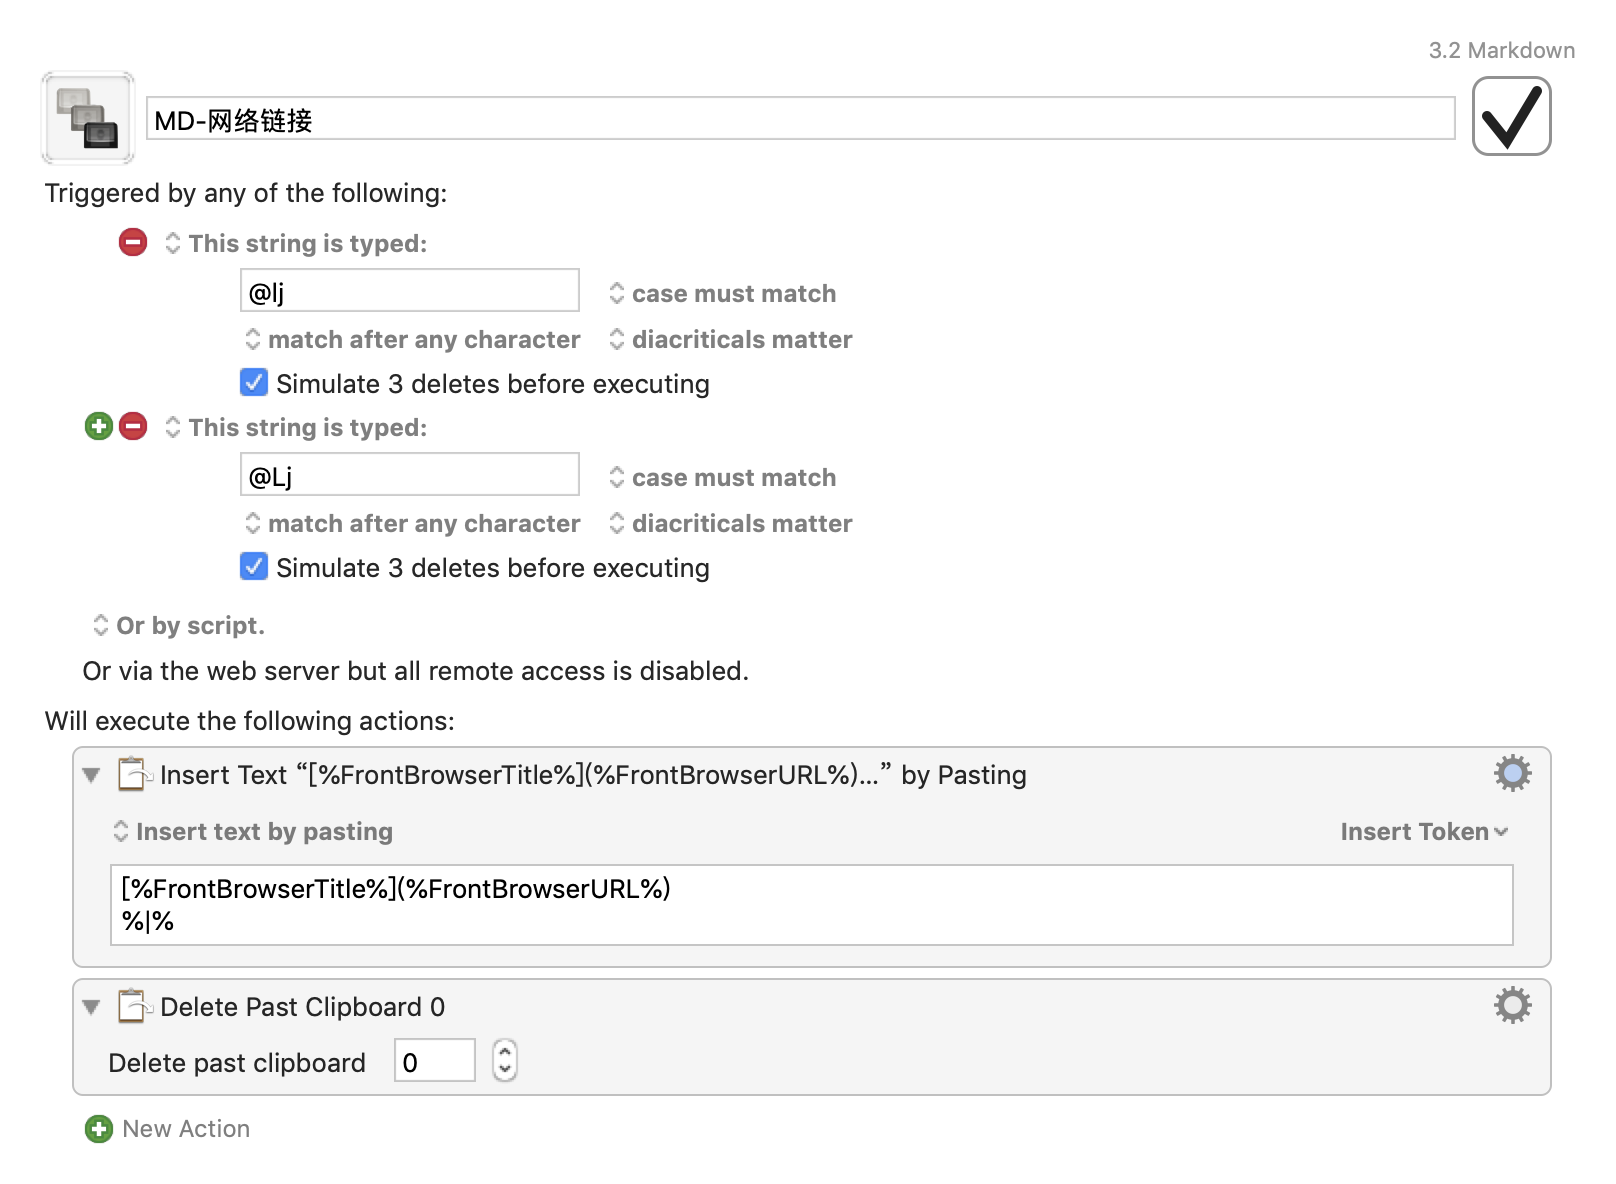 3.2 Markdown
MD-网络链接
Triggered by any of the following:
This string is typed:
@lj
case must match
match after any character
diacriticals matter
Simulate 3 deletes before executing
This string is typed:
@Lj
case must match
match after any character
diacriticals matter
Simulate 3 deletes before executing
Or by script.
Or via the web server but all remote access is disabled.
Will execute the following actions:
Insert Text “[%FrontBrowserTitle%](%FrontBrowserURL%)...” by Pasting
Insert text by pasting
Insert Token
[%FrontBrowserTitle%](%FrontBrowserURL%)
%|%
Delete Past Clipboard 0
Delete past clipboard
0
New Action